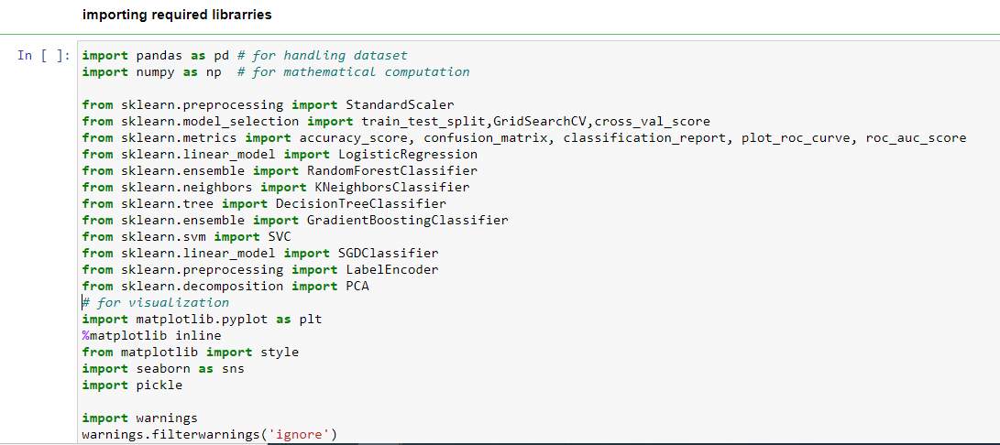 importing required librarries
In [ ]:
import pandas as pd # for handling dataset
import numpy as np  # for mathematical computation
from sklearn.preprocessing import StandardScaler
from sklearn.model_selection import train_test_split,GridSearchCV,cross_val_score
from sklearn.metrics import accuracy_score, confusion_matrix, classification_report, plot_roc_curve, roc_auc_score
from sklearn.linear_model import LogisticRegression
from sklearn.ensemble import RandomForestClassifier
from sklearn.neighbors import KNeighborsClassifier
from sklearn.tree import DecisionTreeClassifier
from sklearn.ensemble import GradientBoostingClassifier
from sklearn.svm import SVC
from sklearn.linear_model import SGDClassifier
from sklearn.preprocessing import LabelEncoder
from sklearn.decomposition import PCA
# for visualization
import matplotlib.pyplot as plt
%matplotlib inline
from matplotlib import style
import seaborn as sns
import pickle
import warnings
warnings.filterwarnings('ignore')